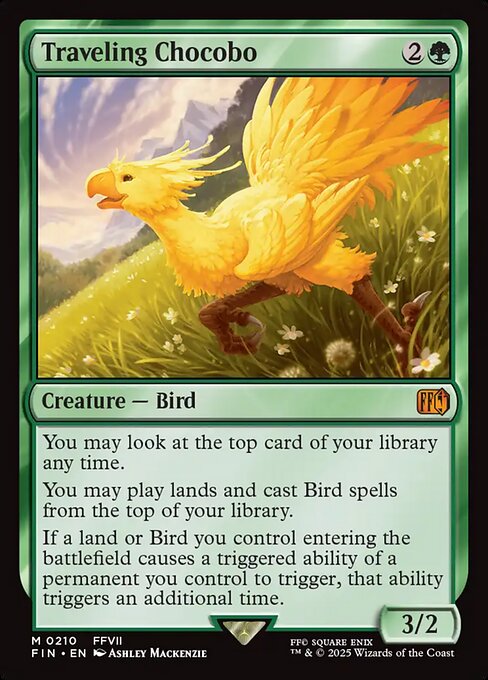 Traveling Chocobo 2
Creature — Bird
FF
You may look at the top card of your library
any time.
You may play lands and cast Bird spells
from the top of your library.
If a land or Bird you control entering the
battlefield causes a triggered ability of a
permanent you control to trigger, that ability
triggers an additional time.
3/2
M 0210 FFVII
FIN • EN Ashley Mackenzie
FF© SQUARE ENIX
™ & © 2025 Wizards of the Coast